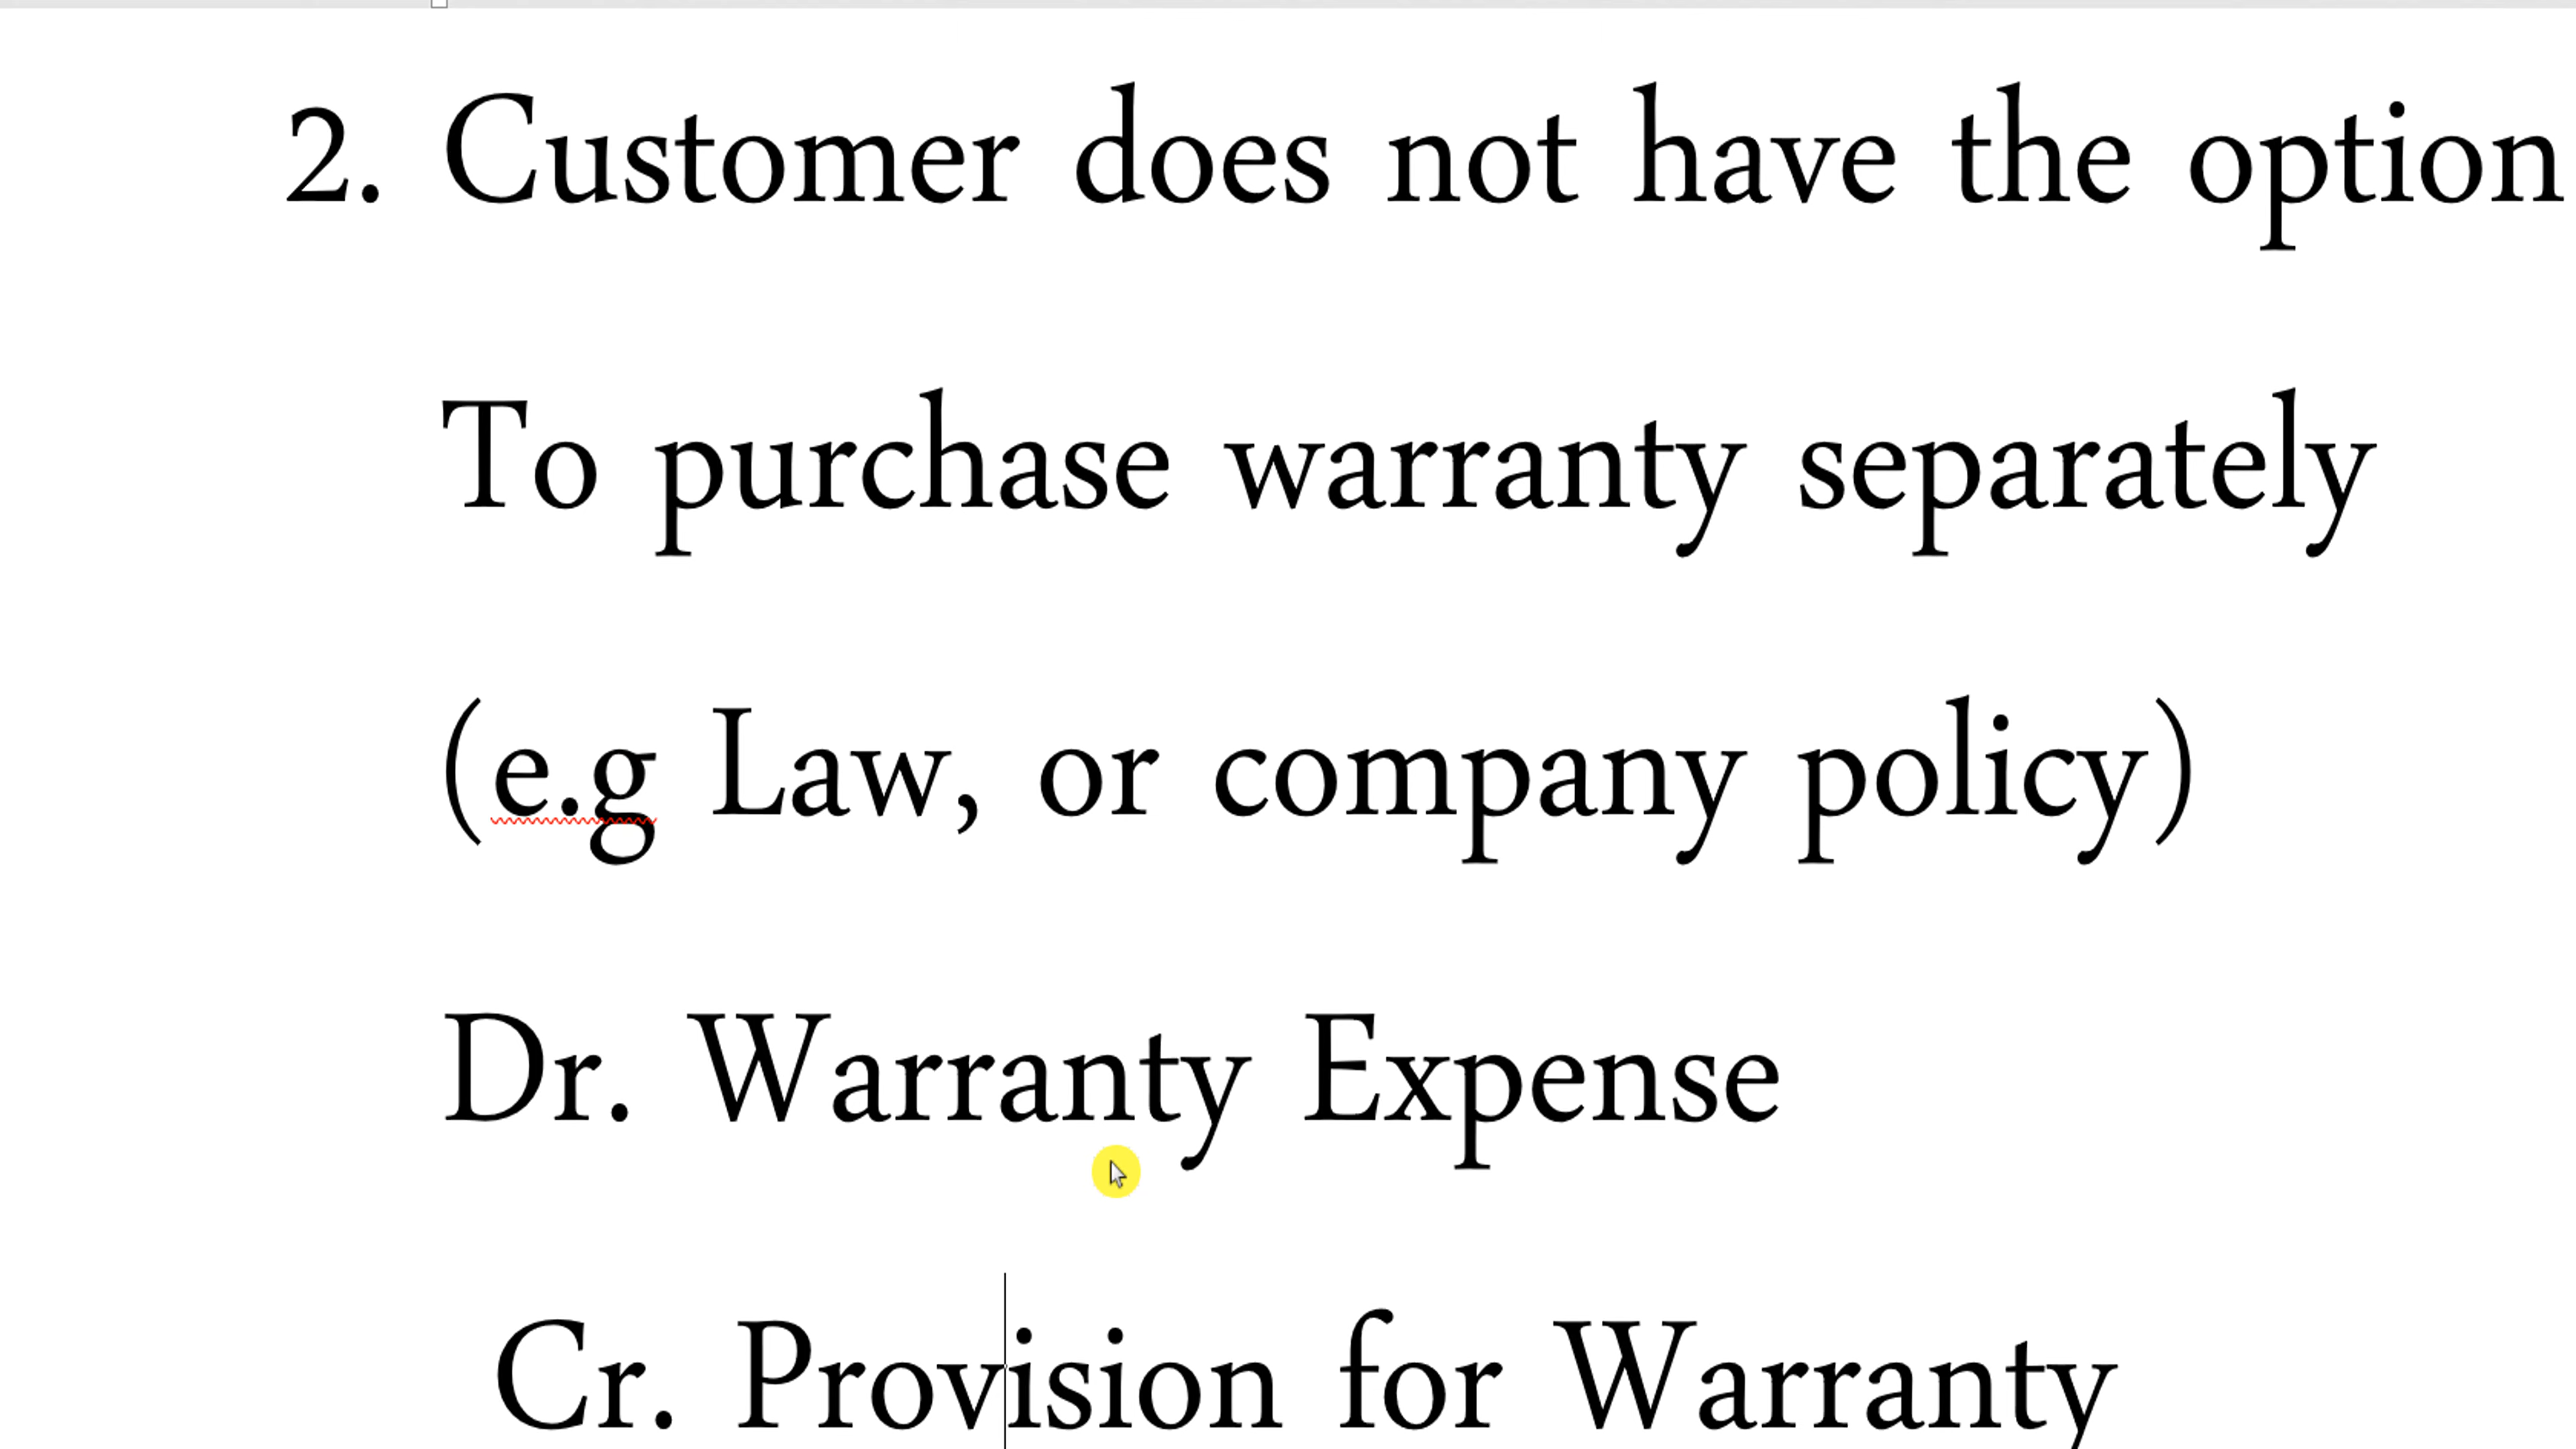 2. Customer does not have the option
To purchase warranty separately
(e.g Law, or company policy)
Dr. Warranty Expense
Cr. Provision for Warranty